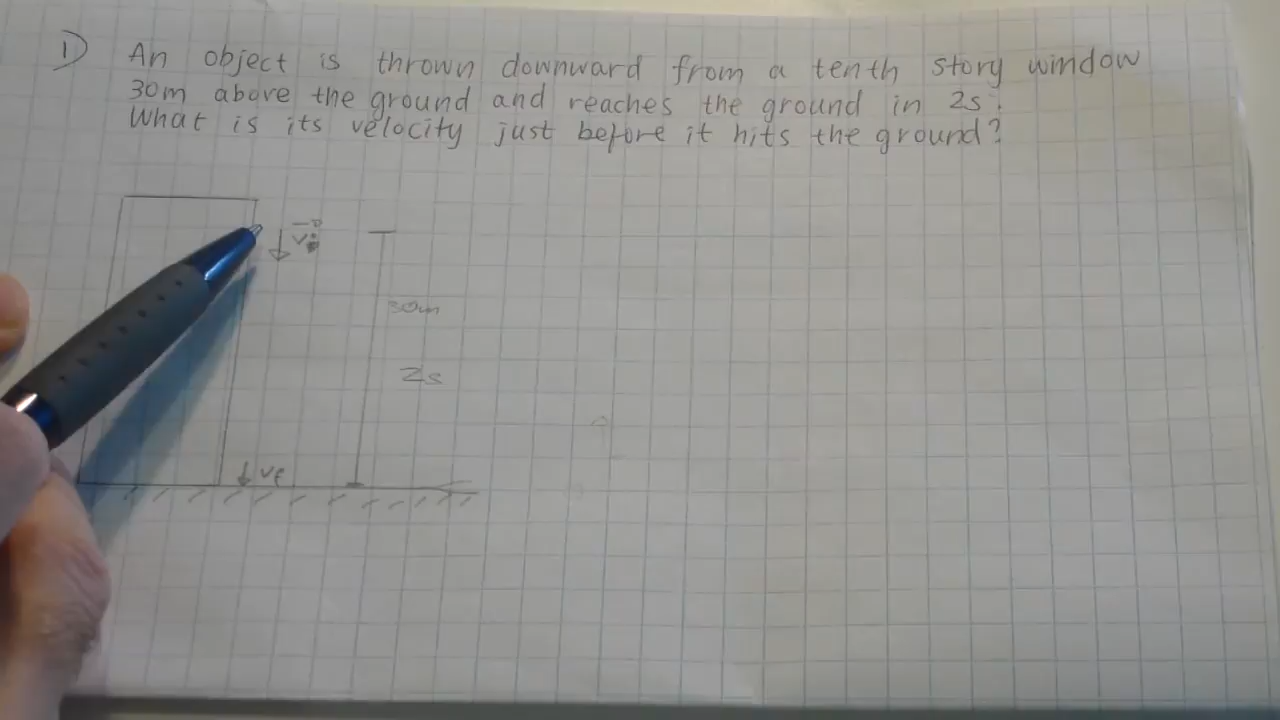 1) An object is thrown downward from a tenth story window
30m above the ground and reaches the ground in 2s.
What is its velocity just before it hits the ground?
30m
2s
vf